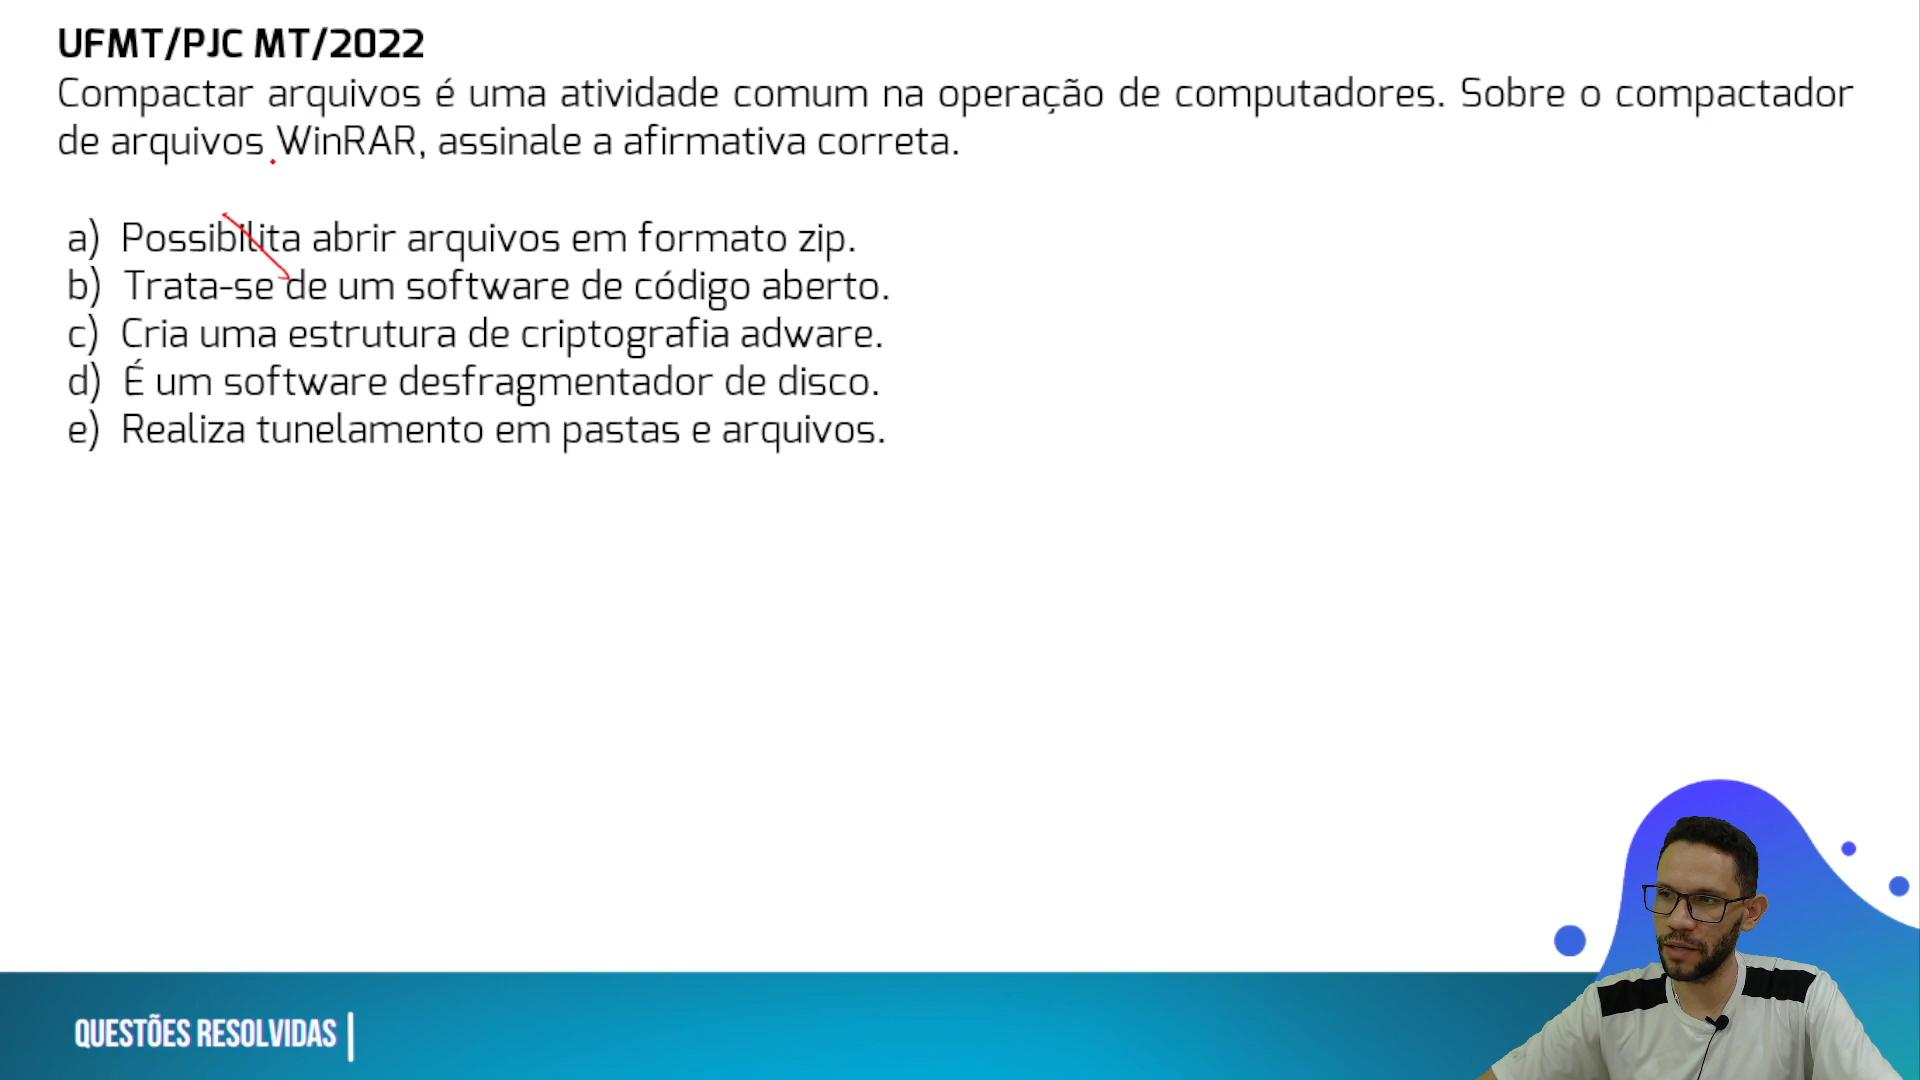 UFMT/PJC MT/2022
Compactar arquivos é uma atividade comum na operação de computadores. Sobre o compactador
de arquivos WinRAR, assinale a afirmativa correta.
a) Possibilita abrir arquivos em formato zip.
b) Trata-se de um software de código aberto.
c) Cria uma estrutura de criptografia adware.
d) É um software desfragmentador de disco.
e) Realiza tunelamento em pastas e arquivos.
QUESTÕES RESOLVIDAS